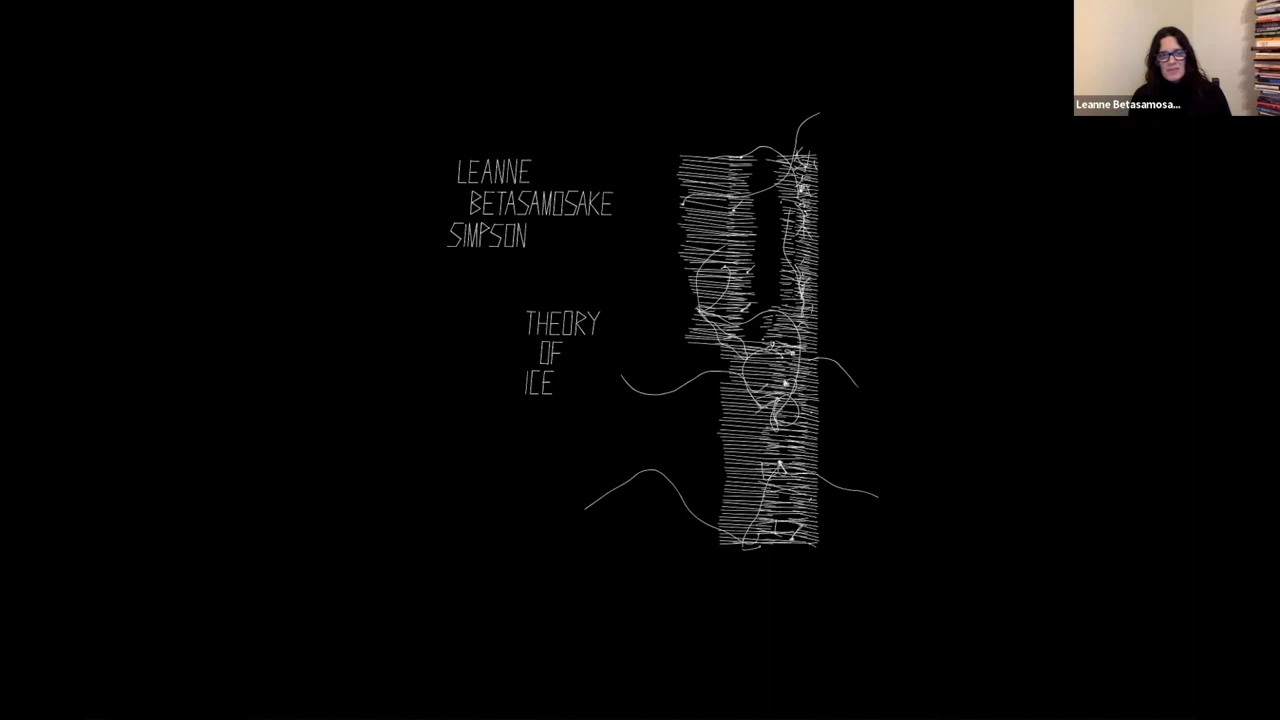 LEANNE
BETASAMOSAKE
SIMPSON
THEORY
OF
ICE
Leanne Betasamosa...